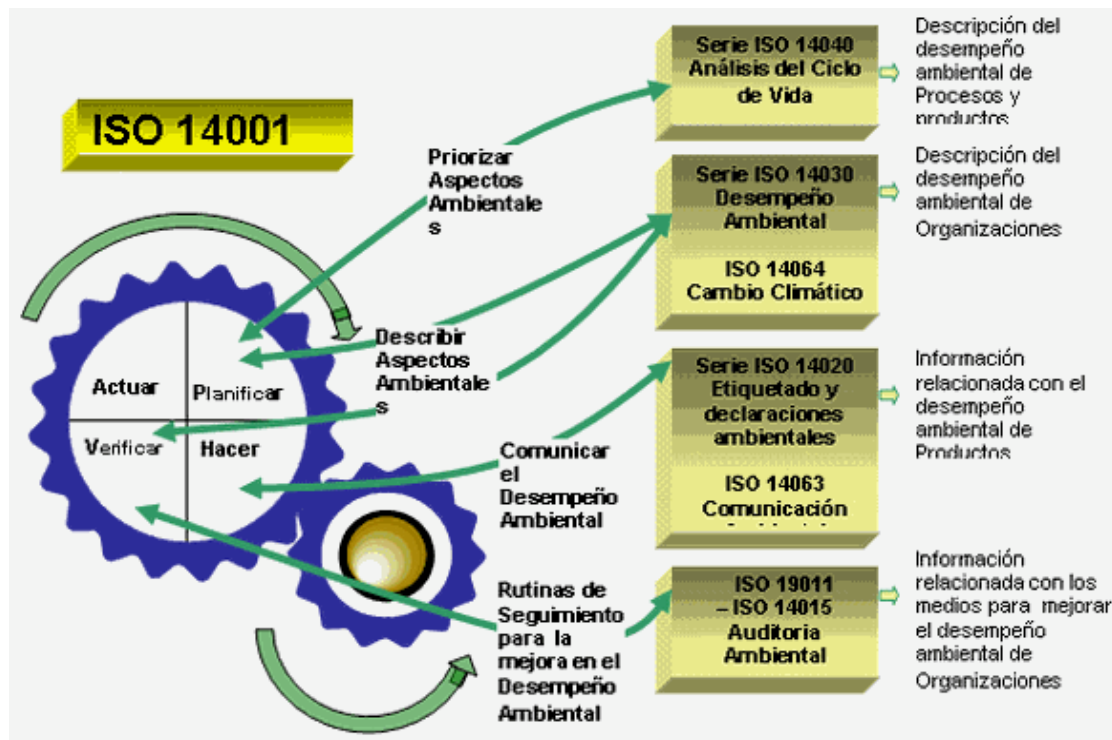 ISO 14001
Actuar
Planificar
Verificar
Hacer
Priorizar
Aspectos
Ambientale
s
Describir
Aspectos
Ambientale
s
Comunicar
el
Desempeño
Ambiental
Rutinas de
Seguimiento
para la
mejora en el
Desempeño
Ambiental
Serie ISO 14040
Análisis del Ciclo
de Vida
Descripción del
desempeño
ambiental de
Procesos y
productos
Serie ISO 14030
Desempeño
Ambiental
ISO 14064
Cambio Climático
Descripción del
desempeño
ambiental de
Organizaciones
Serie ISO 14020
Etiquetado y
declaraciones
ambientales
ISO 14063
Comunicación
Información
relacionada con el
desempeño
ambiental de
Productos
ISO 19011
– ISO 14015
Auditoria
Ambiental
Información
relacionada con los
medios para mejorar
el desempeño
ambiental de
Organizaciones